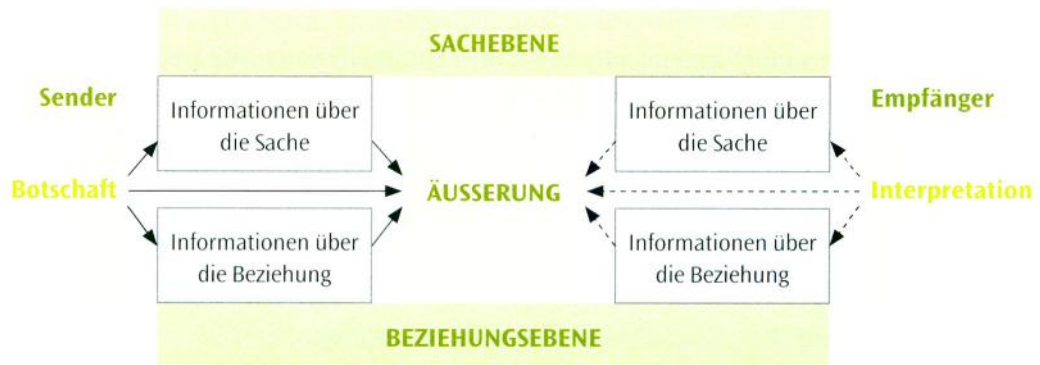 SACHEBENE
Sender
Informationen über
die Sache
Informationen über
die Sache
Empfänger
Botschaft
ÄUSSERUNG
Interpretation
Informationen über
die Beziehung
Informationen über
die Beziehung
BEZIEHUNGSEBENE